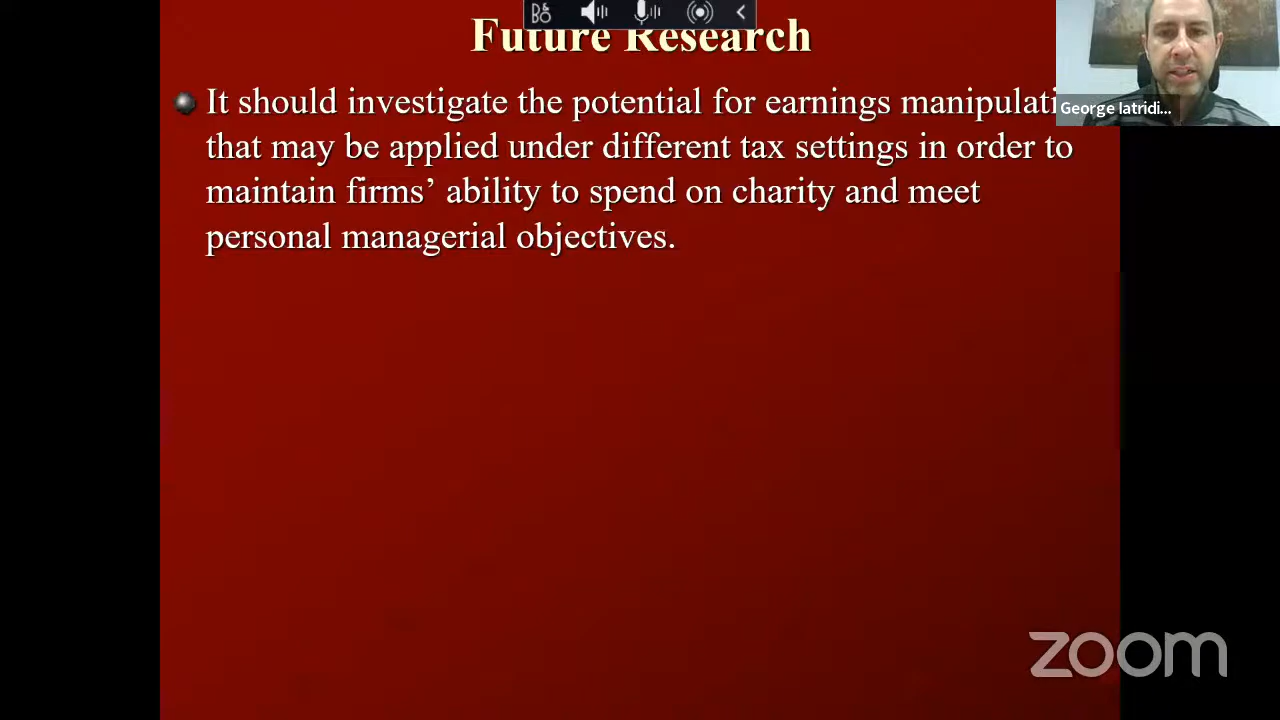 B&O
Future Research
It should investigate the potential for earnings manipulati
that may be applied under different tax settings in order to
maintain firms’ ability to spend on charity and meet
personal managerial objectives.
George Iatridi...
zoom